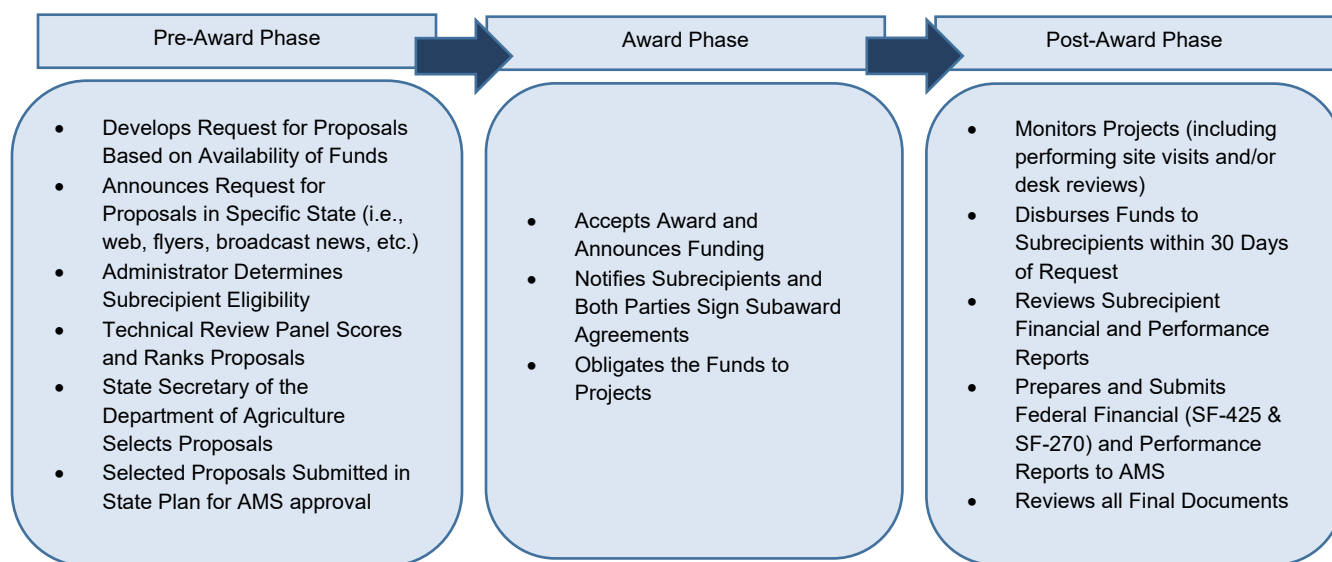 Pre-Award Phase
Award Phase
Post-Award Phase
• Develops Request for Proposals
Based on Availability of Funds
• Announces Request for
Proposals in Specific State (i.e.,
web, flyers, broadcast news, etc.)
• Administrator Determines
Subrecipient Eligibility
• Technical Review Panel Scores
and Ranks Proposals
• State Secretary of the
Department of Agriculture
Selects Proposals
• Selected Proposals Submitted in
State Plan for AMS approval
• Accepts Award and
Announces Funding
• Notifies Subrecipients and
Both Parties Sign Subaward
Agreements
• Obligates the Funds to
Projects
• Monitors Projects (including
performing site visits and/or
desk reviews)
• Disburses Funds to
Subrecipients within 30 Days
of Request
• Reviews Subrecipient
Financial and Performance
Reports
• Prepares and Submits
Federal Financial (SF-425 &
SF-270) and Performance
Reports to AMS
• Reviews all Final Documents